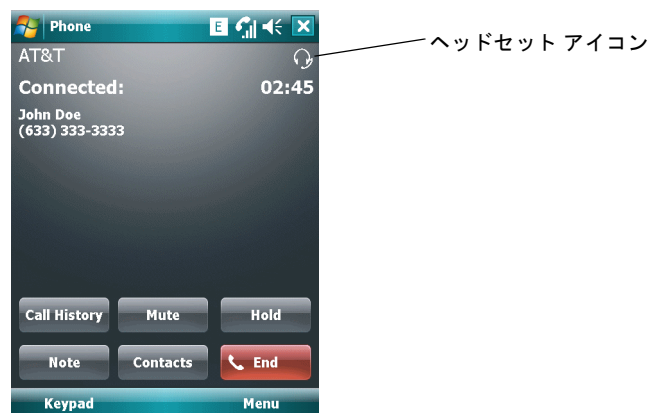 Phone E
ヘッドセット アイコン
AT&T
Connected: 02:45
John Doe
(633) 333-3333
Call History Mute Hold
Note Contacts End
Keypad Menu